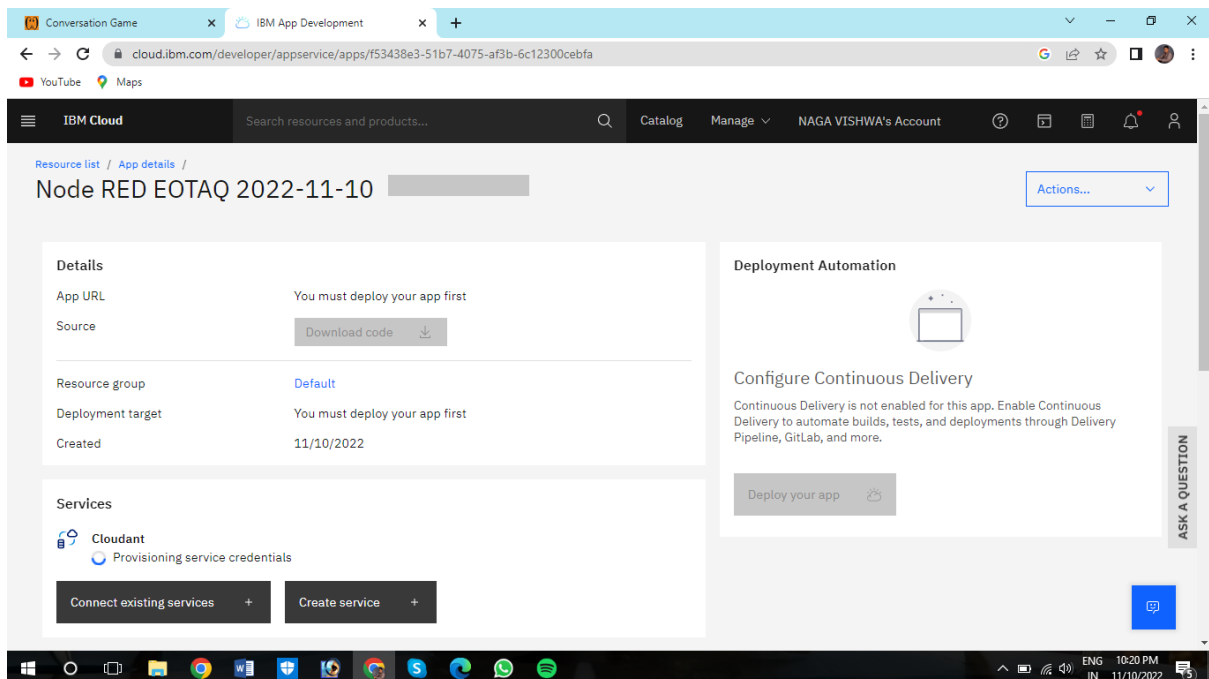 Conversation Game
IBM App Development
cloud.ibm.com/developer/appservice/apps/f53438e3-51b7-4075-af3b-6c12300cebfa
YouTube Maps
IBM Cloud Search resources and products... Catalog Manage NAGA VISHWA's Account
Resource list / App details /
Node RED EOTAQ 2022-11-10
Actions...
Details
App URL You must deploy your app first
Source Download code
Resource group Default
Deployment target You must deploy your app first
Created 11/10/2022
Services
Cloudant
Provisioning service credentials
Connect existing services +
Create service +
Deployment Automation
Configure Continuous Delivery
Continuous Delivery is not enabled for this app. Enable Continuous
Delivery to automate builds, tests, and deployments through Delivery
Pipeline, GitLab, and more.
Deploy your app
ASK A QUESTION
ENG 10:20 PM
IN 11/10/2022
5